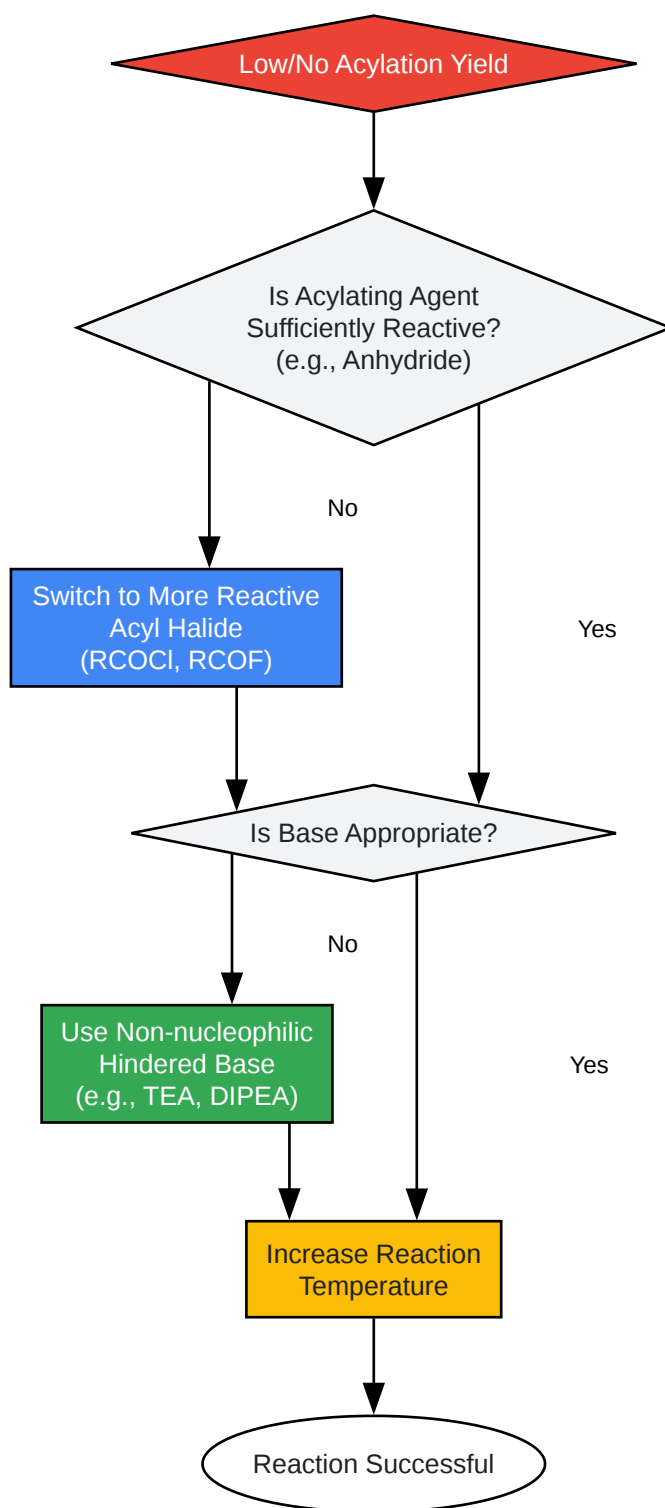 Low/No Acylation Yield
Is Acylating Agent
Sufficiently Reactive?
(e.g., Anhydride)
No
Switch to More Reactive
Acyl Halide
(RCOCl, RCOF)
Yes
Is Base Appropriate?
No
Use Non-nucleophilic
Hindered Base
(e.g., TEA, DIPEA)
Yes
Increase Reaction
Temperature
Reaction Successful